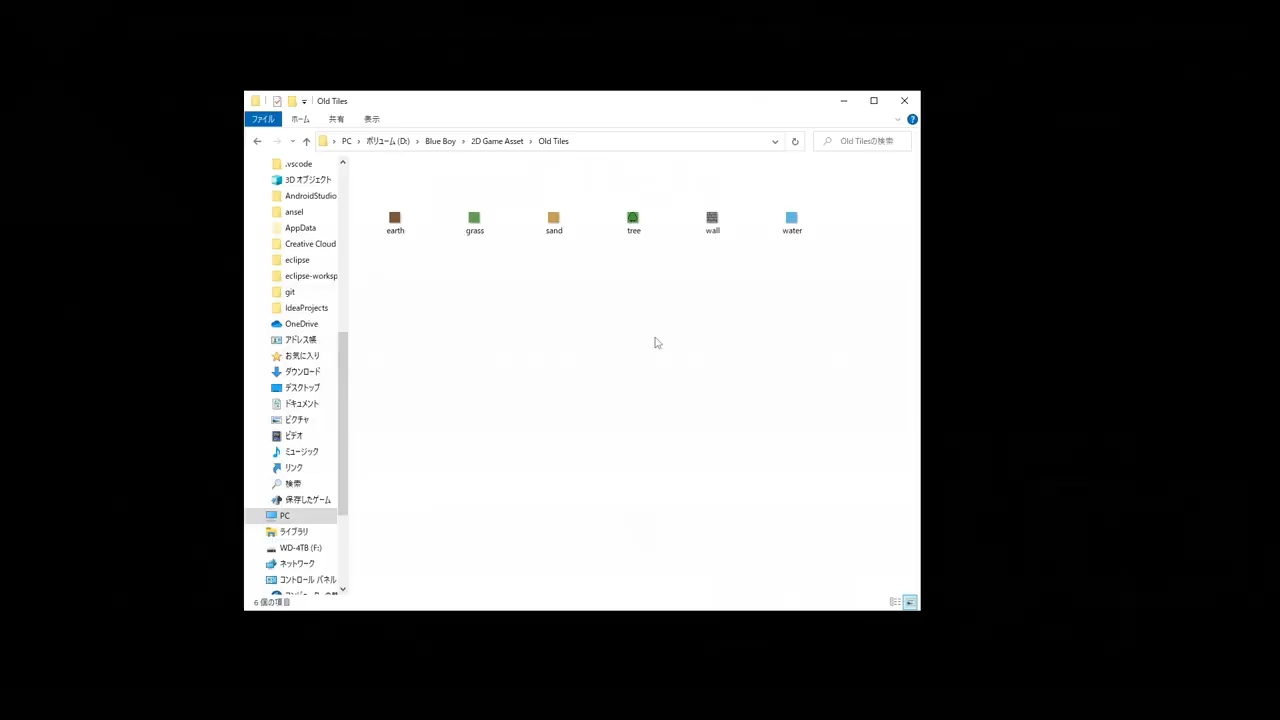 Old Tiles
ファイル ホーム 共有 表示
PC › ボリューム (D:) › Blue Boy › 2D Game Asset › Old Tiles
Old Tilesの検索
.vscode
3D オブジェクト
AndroidStudio
ansel
AppData
Creative Cloud
eclipse
eclipse-worksp
git
IdeaProjects
OneDrive
アドレス帳
お気に入り
ダウンロード
デスクトップ
ドキュメント
ピクチャ
ビデオ
ミュージック
リンク
検索
保存したゲーム
PC
ライブラリ
WD-4TB (F:)
ネットワーク
コントロール パネル
earth grass sand tree wall water
6 個の項目